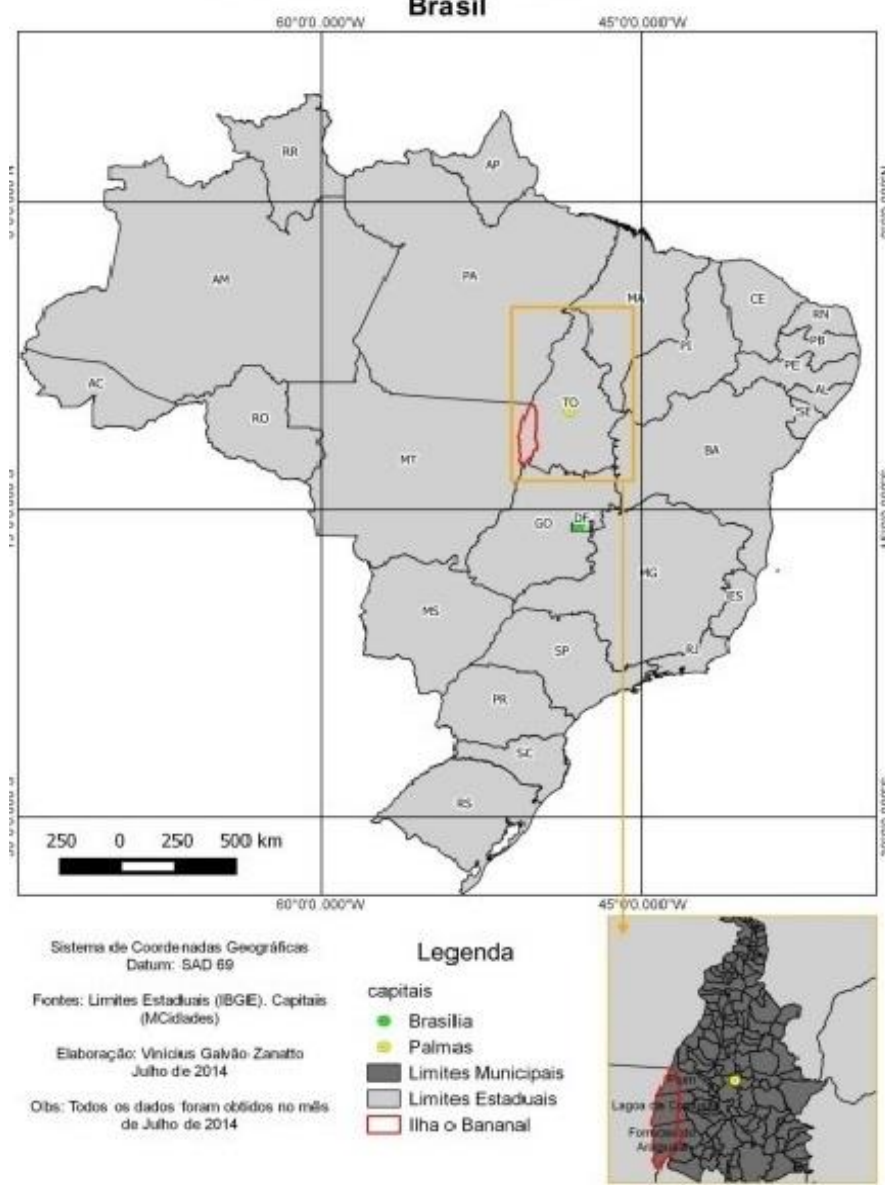 Brasil
60°0'0.000"W
45°0'0.000"W
RR
AP
AM
PA
MA
CE
RN
PB
PI
PE
AL
SE
AC
TO
RO
BA
MT
GO
DF
MG
ES
MS
SP
RJ
PR
SC
RS
250 0 250 500 km
60°0'0.000"W
45°0'0.000"W
Sistema de Coordenadas Geográficas
Datum: SAD 69
Fontes: Limites Estaduais (IBGE). Capitais
(MCidades)
Elaboração: Vinicius Galvão Zanatto
Julho de 2014
Obs: Todos os dados foram obtidos no mês
de Julho de 2014
Legenda
capitais
Brasília
Palmas
Limites Municipais
Limites Estaduais
Ilha o Bananal
Pium
Lagoa da